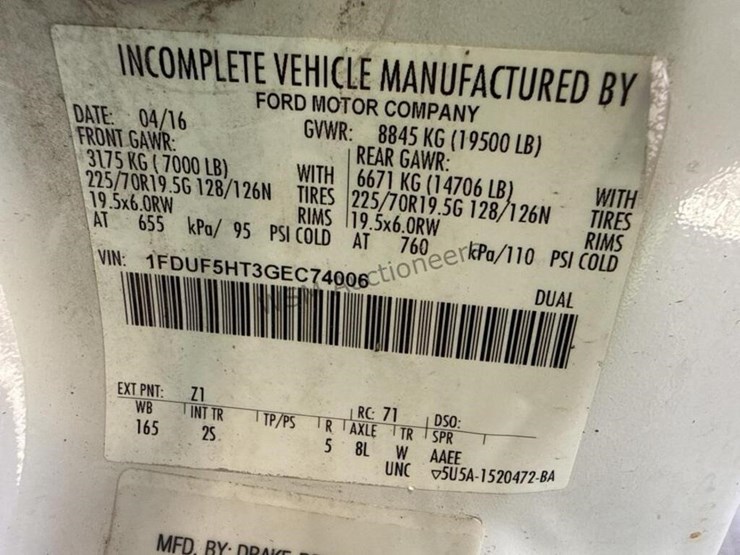 INCOMPLETE VEHICLE MANUFACTURED BY
FORD MOTOR COMPANY
DATE: 04/16 GVWR: 8845 KG (19500 LB)
FRONT GAWR: REAR GAWR:
3175 KG (7000 LB) WITH 6671 KG (14706 LB) WITH
225/70R19.5G 128/126N TIRES 225/70R19.5G 128/126N TIRES
19.5x6.0RW RIMS 19.5x6.0RW RIMS
AT 655 kPa/ 95 PSI COLD AT 760 kPa/110 PSI COLD
VIN: 1FDUF5HT3GEC74006 DUAL
Auctioneer
EXT PNT: Z1 RC: 71 DSO:
WB INT TR TP/PS R AXLE TR SPR
165 2S 5 8L W AAEE
UNC ▽5U5A-1520472-BA
MFD. BY: DRAKE